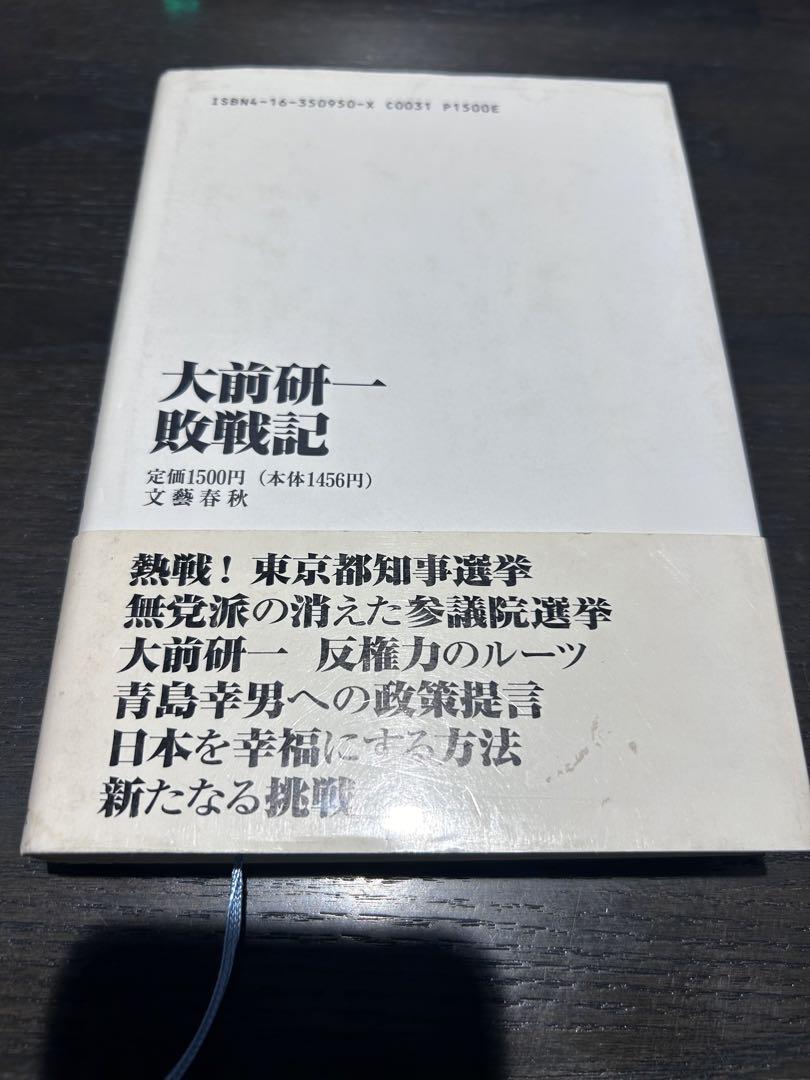 ISBN4-16-350950-X C0031 P1500E
大前研一
敗戦記
定価1500円（本体1456円）
文藝春秋
熱戦！東京都知事選挙
無党派の消えた参議院選挙
大前研一 反権力のルーツ
青島幸男への政策提言
日本を幸福にする方法
新たなる挑戦